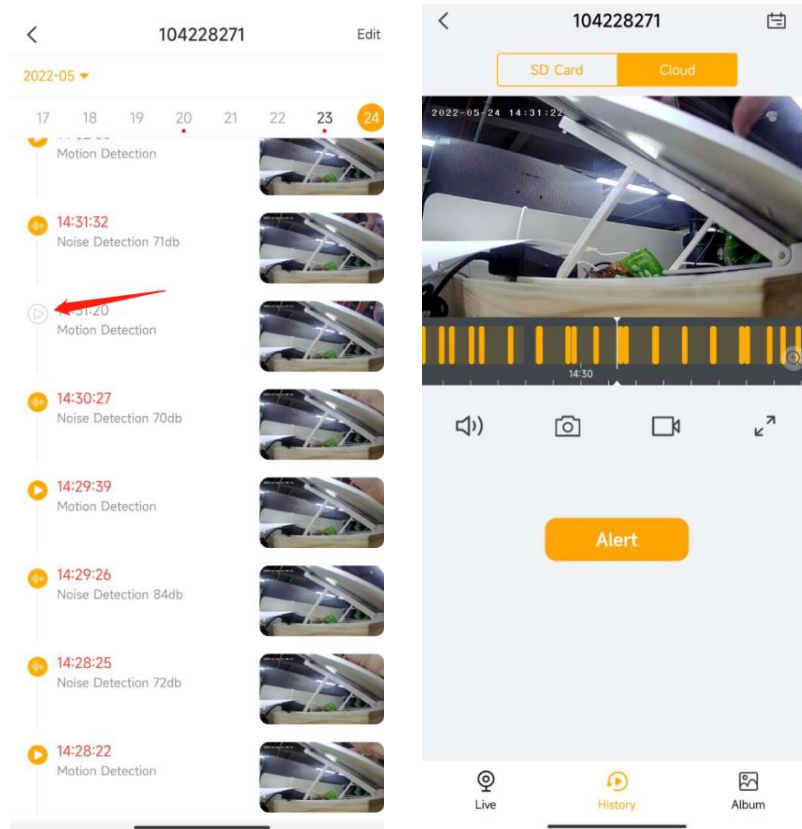 104228271
Edit
2022-05
17 18 19 20 21 22 23 24
Motion Detection
14:31:32
Noise Detection 71db
14:31:20
Motion Detection
14:30:27
Noise Detection 70db
14:29:39
Motion Detection
14:29:26
Noise Detection 84db
14:28:25
Noise Detection 72db
14:28:22
Motion Detection
104228271
SD Card Cloud
2022-05-24 14:31:22
14:30
Alert
Live History Album